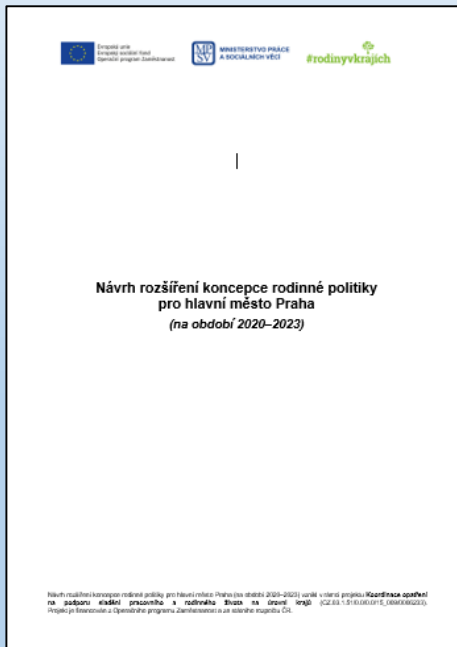 Evropská unie
Evropský sociální fond
Operační program Zaměstnanost
MP
SV
MINISTERSTVO PRÁCE
A SOCIÁLNÍCH VĚCÍ
#rodinyvkrajích
Návrh rozšíření koncepce rodinné politiky
pro hlavní město Praha
(na období 2020–2023)
Návrh rozšíření koncepce rodinné politiky pro hlavní město Praha (na období 2020–2023) vznikl v rámci projektu Koordinace opatření
na podporu sladění pracovního a rodinného života na úrovni krajů
Projekt je financován z Operačního programu Zaměstnanost a ze státního rozpočtu ČR.